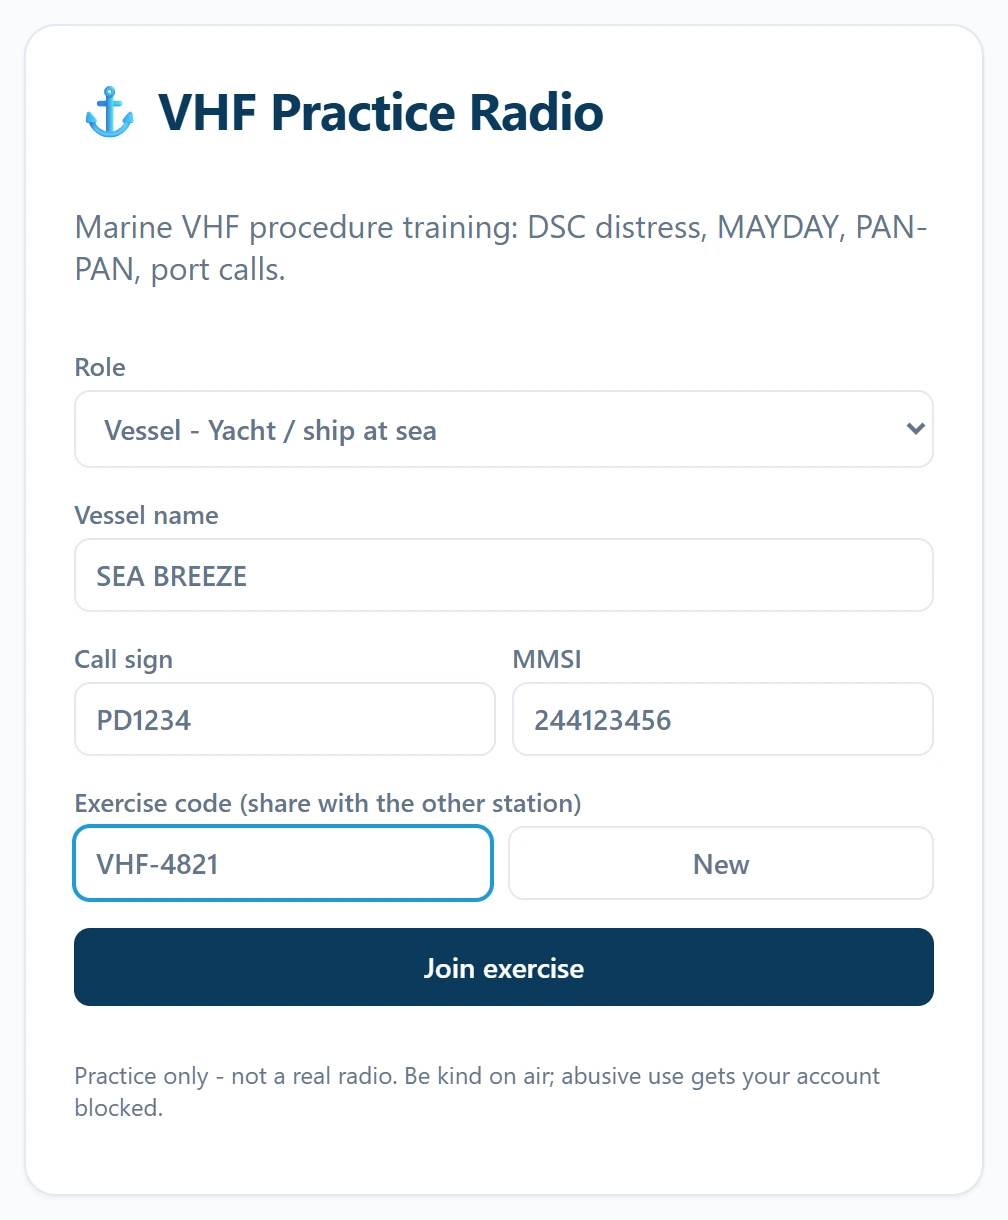 VHF Practice Radio
Marine VHF procedure training: DSC distress, MAYDAY, PAN-
PAN, port calls.
Role
Vessel - Yacht / ship at sea
Vessel name
SEA BREEZE
Call sign
MMSI
PD1234
244123456
Exercise code (share with the other station)
VHF-4821
New
Join exercise
Practice only - not a real radio. Be kind on air; abusive use gets your account
blocked.